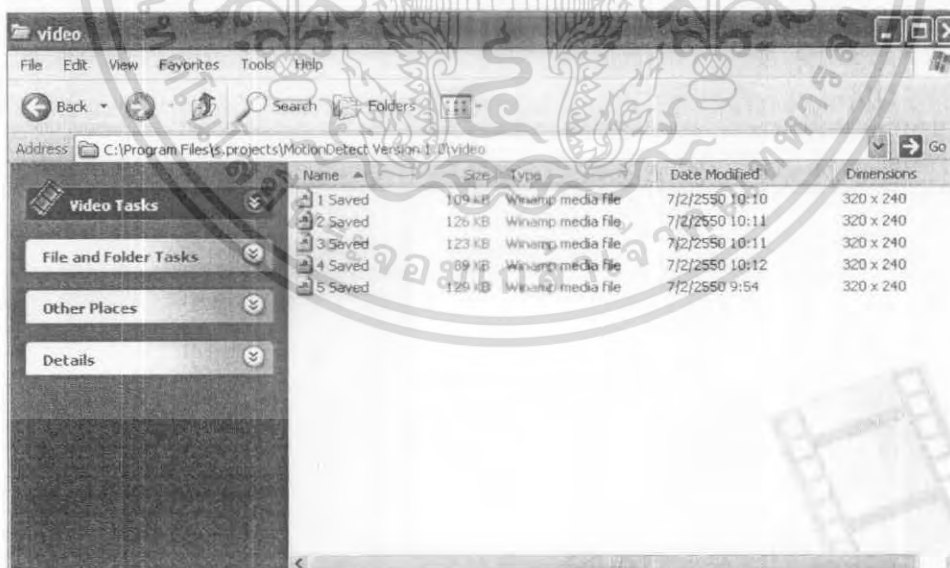 video
File Edit View Favorites Tools Help
Back Search Folders
Address C:\Program Files\s.projects\MotionDetect Version 1.0\video Go
Name Size Type Date Modified Dimensions
Video Tasks
File and Folder Tasks
Other Places
Details
1 Saved 109 KB Winamp media file 7/2/2550 10:10 320 x 240
2 Saved 126 KB Winamp media file 7/2/2550 10:11 320 x 240
3 Saved 123 KB Winamp media file 7/2/2550 10:11 320 x 240
4 Saved 89 KB Winamp media file 7/2/2550 10:12 320 x 240
5 Saved 129 KB Winamp media file 7/2/2550 9:54 320 x 240